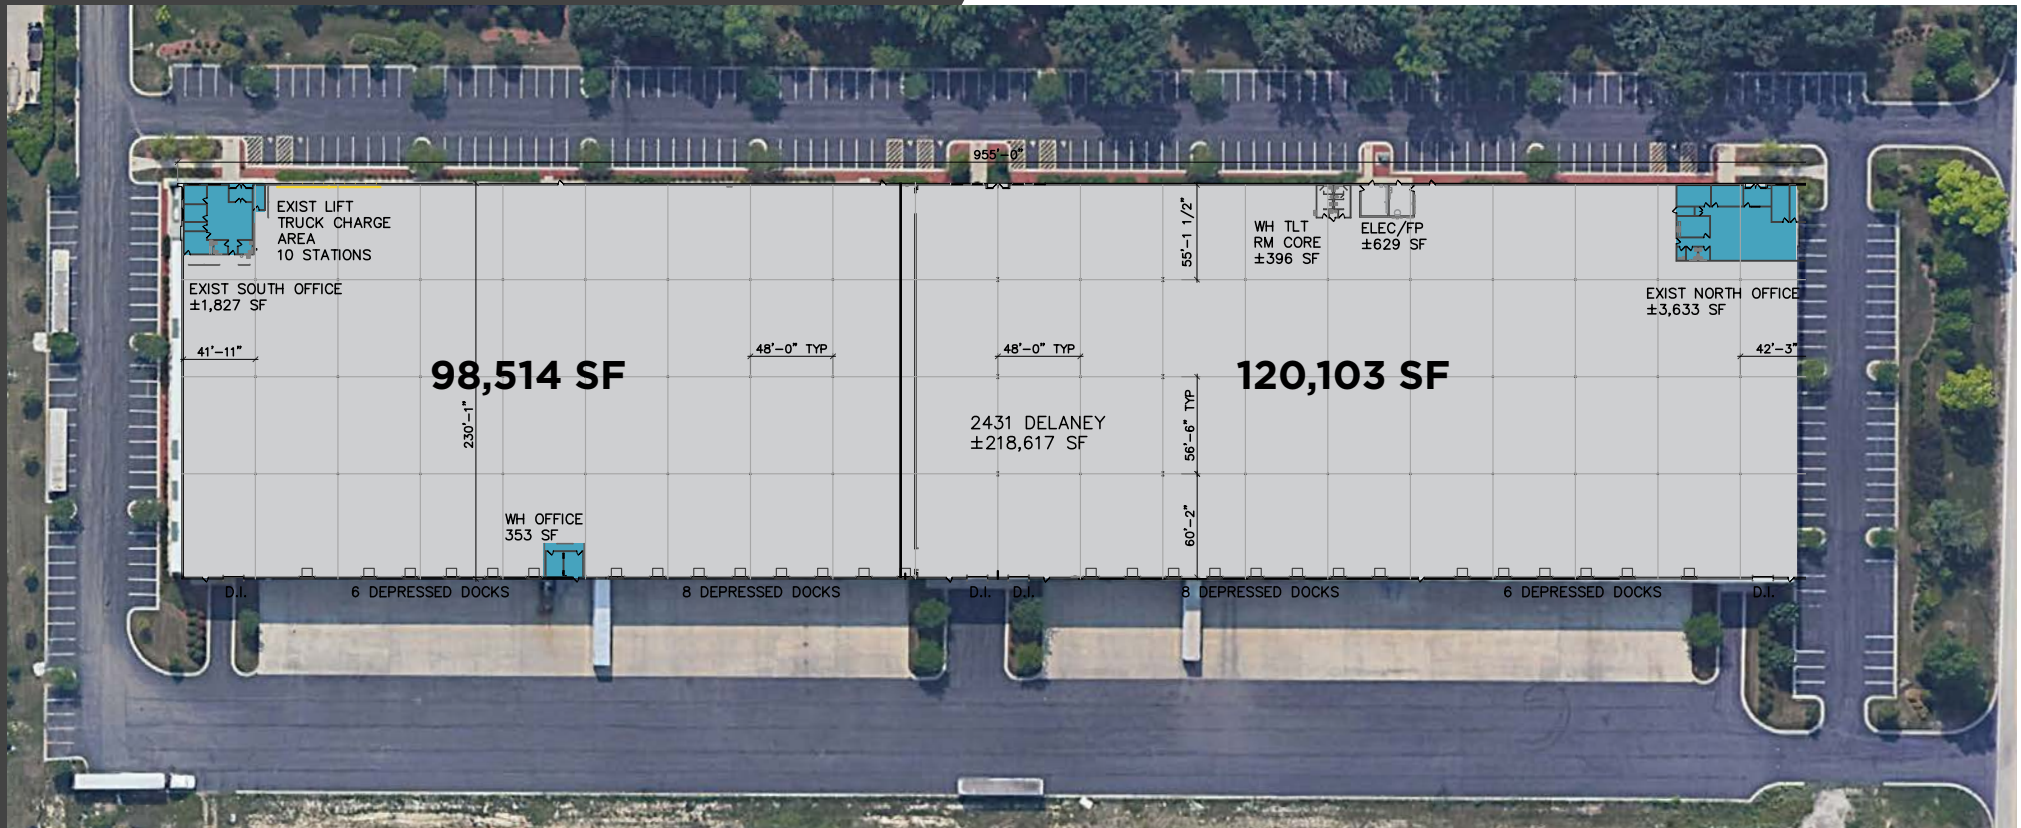 955'-0"
EXIST LIFT
TRUCK CHARGE
AREA
10 STATIONS
EXIST SOUTH OFFICE
±1,827 SF
41'-11"
98,514 SF
230'-1"
48'-0" TYP
WH OFFICE
353 SF
48'-0" TYP
2431 DELANEY
±218,617 SF
55'-1 1/2"
56'-6" TYP
60'-2"
WH TLT
RM CORE
±396 SF
ELEC/FP
±629 SF
120,103 SF
EXIST NORTH OFFICE
±3,633 SF
42'-3"
D.I.
6 DEPRESSED DOCKS
8 DEPRESSED DOCKS
D.I.
D.I.
8 DEPRESSED DOCKS
6 DEPRESSED DOCKS
D.I.